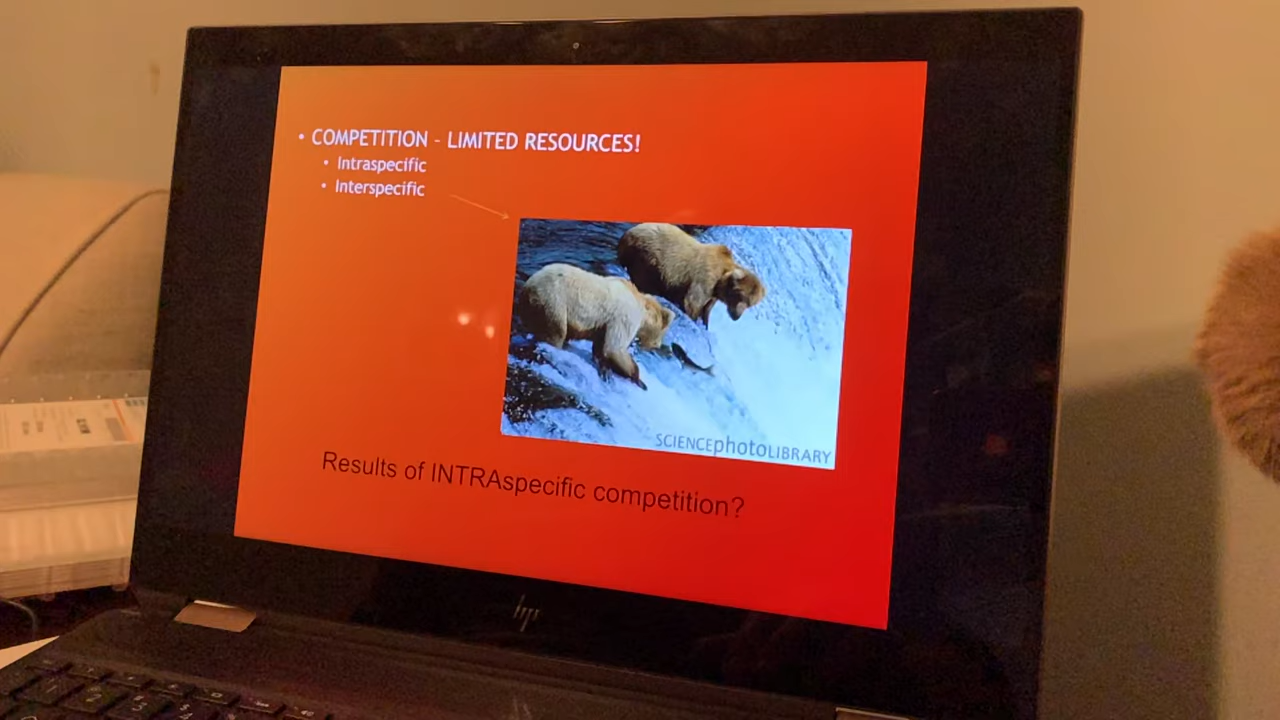 • COMPETITION – LIMITED RESOURCES!
• Intraspecific
• Interspecific
SCIENCEphotoLIBRARY
Results of INTRAspecific competition?
hp